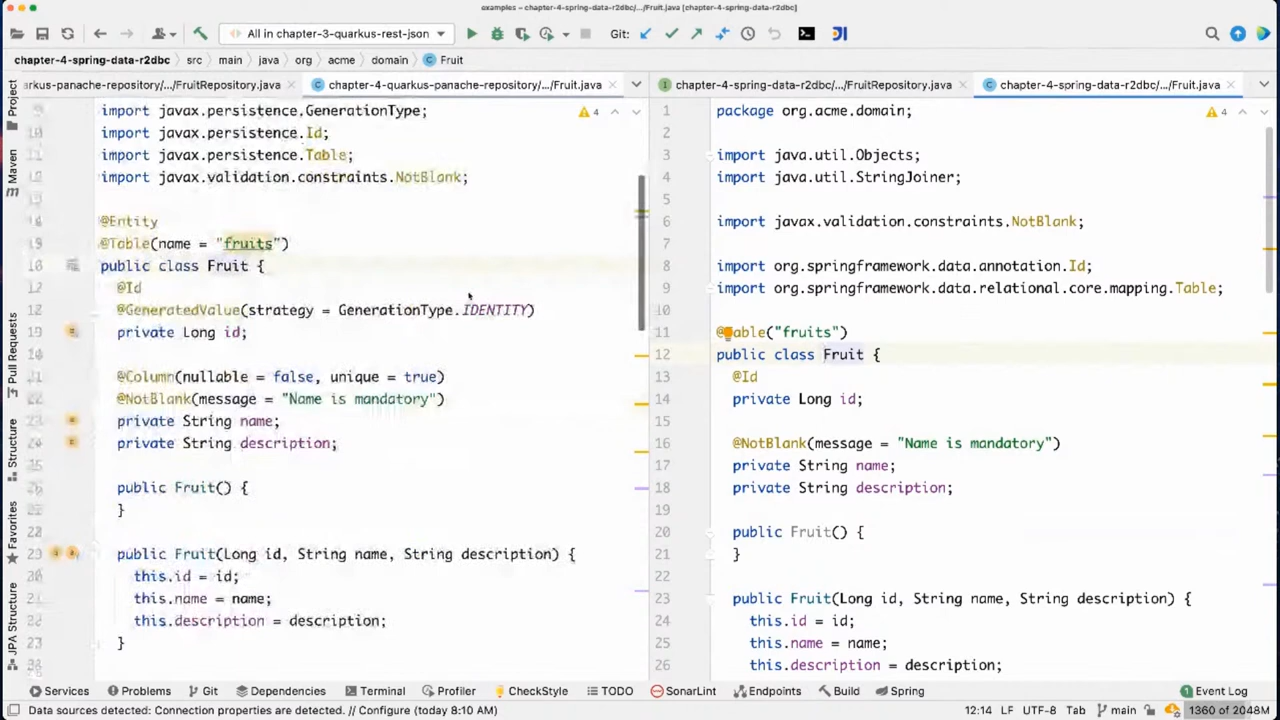 examples – chapter-4-spring-data-r2dbc/.../Fruit.java [chapter-4-spring-data-r2dbc]
All in chapter-3-quarkus-rest-json
Git:
chapter-4-spring-data-r2dbc src main java org acme domain Fruit
rkus-panache-repository/.../FruitRepository.java
chapter-4-quarkus-panache-repository/.../Fruit.java
chapter-4-spring-data-r2dbc/.../FruitRepository.java
chapter-4-spring-data-r2dbc/.../Fruit.java
Project
Maven
Pull Requests
Structure
Favorites
JPA Structure
import javax.persistence.GenerationType;
4
import javax.persistence.Id;
import javax.persistence.Table;
import javax.validation.constraints.NotBlank;
@Entity
@Table(name = "fruits")
public class Fruit {
@Id
@GeneratedValue(strategy = GenerationType.IDENTITY)
private Long id;
@Column(nullable = false, unique = true)
@NotBlank(message = "Name is mandatory")
private String name;
private String description;
public Fruit() {
}
public Fruit(Long id, String name, String description) {
this.id = id;
this.name = name;
this.description = description;
}
1 package org.acme.domain;
4
2
3 import java.util.Objects;
4 import java.util.StringJoiner;
5
6 import javax.validation.constraints.NotBlank;
7
8 import org.springframework.data.annotation.Id;
9 import org.springframework.data.relational.core.mapping.Table;
10
11 @Table("fruits")
12 public class Fruit {
13 @Id
14 private Long id;
15
16 @NotBlank(message = "Name is mandatory")
17 private String name;
18 private String description;
19
20 public Fruit() {
21 }
22
23 public Fruit(Long id, String name, String description) {
24 this.id = id;
25 this.name = name;
26 this.description = description;
Services Problems Git Dependencies Terminal Profiler CheckStyle TODO SonarLint Endpoints Build Spring Event Log
Data sources detected: Connection properties are detected. // Configure (today 8:10 AM) 12:14 LF UTF-8 Tab main 1360 of 2048M